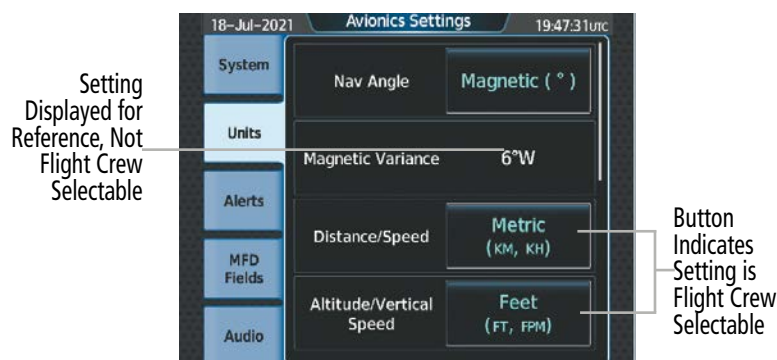 18–Jul–2021
Avionics Settings
19:47:31UTC
System
Nav Angle
Magnetic ( ° )
Setting
Displayed for
Reference, Not
Flight Crew
Selectable
Units
Magnetic Variance
6°W
Alerts
Distance/Speed
Metric
(KM, KH)
MFD
Fields
Altitude/Vertical
Speed
Feet
(FT, FPM)
Audio
Button
Indicates
Setting is
Flight Crew
Selectable